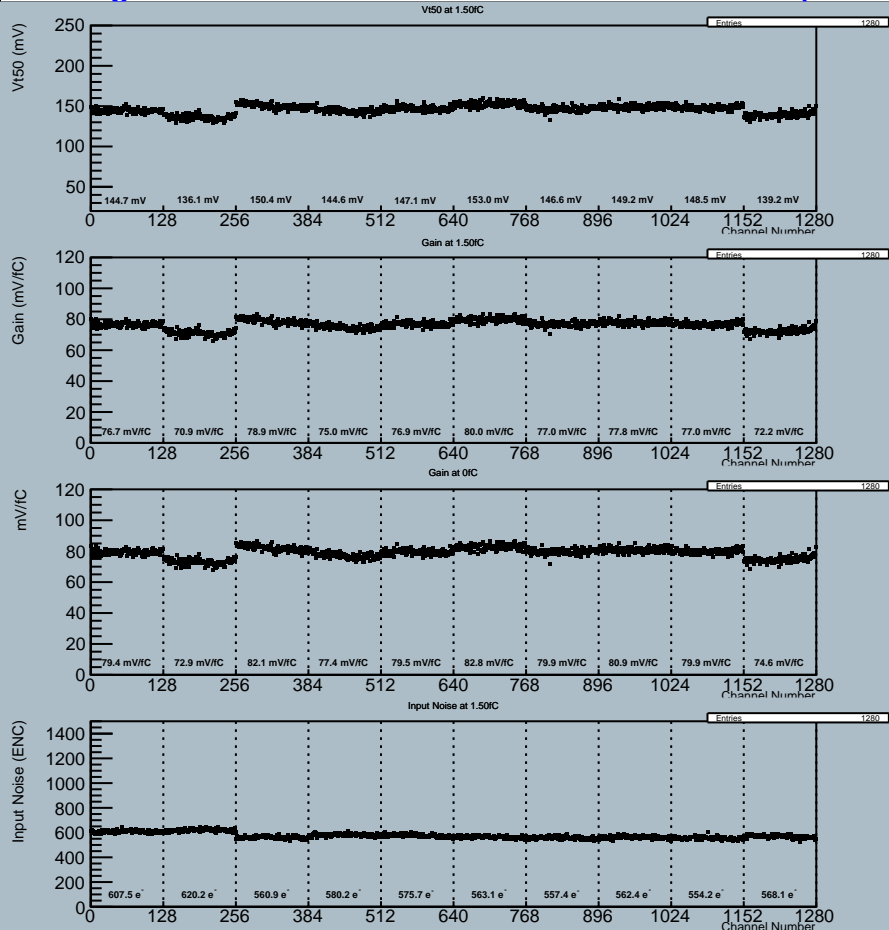 Vt50 at 1.50fC
Entries 1280
Vt50 (mV)
250
200
150
100
50
144.7 mV 136.1 mV 150.4 mV 144.6 mV 147.1 mV 153.0 mV 146.6 mV 149.2 mV 148.5 mV 139.2 mV
0 128 256 384 512 640 768 896 1024 1152 1280
Channel Number
Gain at 1.50fC
Entries 1280
Gain (mV/fC)
120
100
80
60
40
20
0
76.7 mV/fC 70.9 mV/fC 78.9 mV/fC 75.0 mV/fC 76.9 mV/fC 80.0 mV/fC 77.0 mV/fC 77.8 mV/fC 77.0 mV/fC 72.2 mV/fC
0 128 256 384 512 640 768 896 1024 1152 1280
Channel Number
Gain at 0fC
Entries 1280
mV/fC
120
100
80
60
40
20
0
79.4 mV/fC 72.9 mV/fC 82.1 mV/fC 77.4 mV/fC 79.5 mV/fC 82.8 mV/fC 79.9 mV/fC 80.9 mV/fC 79.9 mV/fC 74.6 mV/fC
0 128 256 384 512 640 768 896 1024 1152 1280
Channel Number
Input Noise at 1.50fC
Entries 1280
Input Noise (ENC)
1400
1200
1000
800
600
400
200
0
607.5 e⁻ 620.2 e⁻ 560.9 e⁻ 580.2 e⁻ 575.7 e⁻ 563.1 e⁻ 557.4 e⁻ 562.4 e⁻ 554.2 e⁻ 568.1 e⁻
0 128 256 384 512 640 768 896 1024 1152 1280
Channel Number